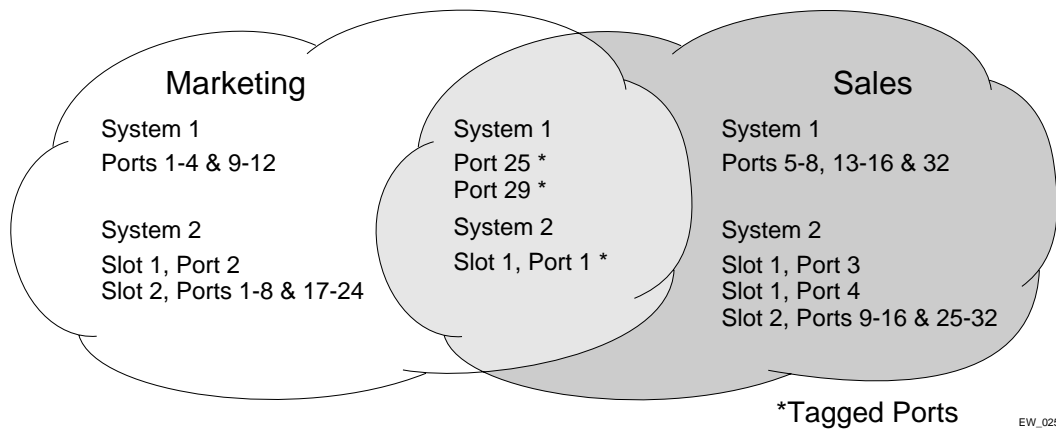 Marketing
System 1
Ports 1-4 & 9-12
System 2
Slot 1, Port 2
Slot 2, Ports 1-8 & 17-24
System 1
Port 25 *
Port 29 *
System 2
Slot 1, Port 1 *
Sales
System 1
Ports 5-8, 13-16 & 32
System 2
Slot 1, Port 3
Slot 1, Port 4
Slot 2, Ports 9-16 & 25-32
*Tagged Ports
EW_025